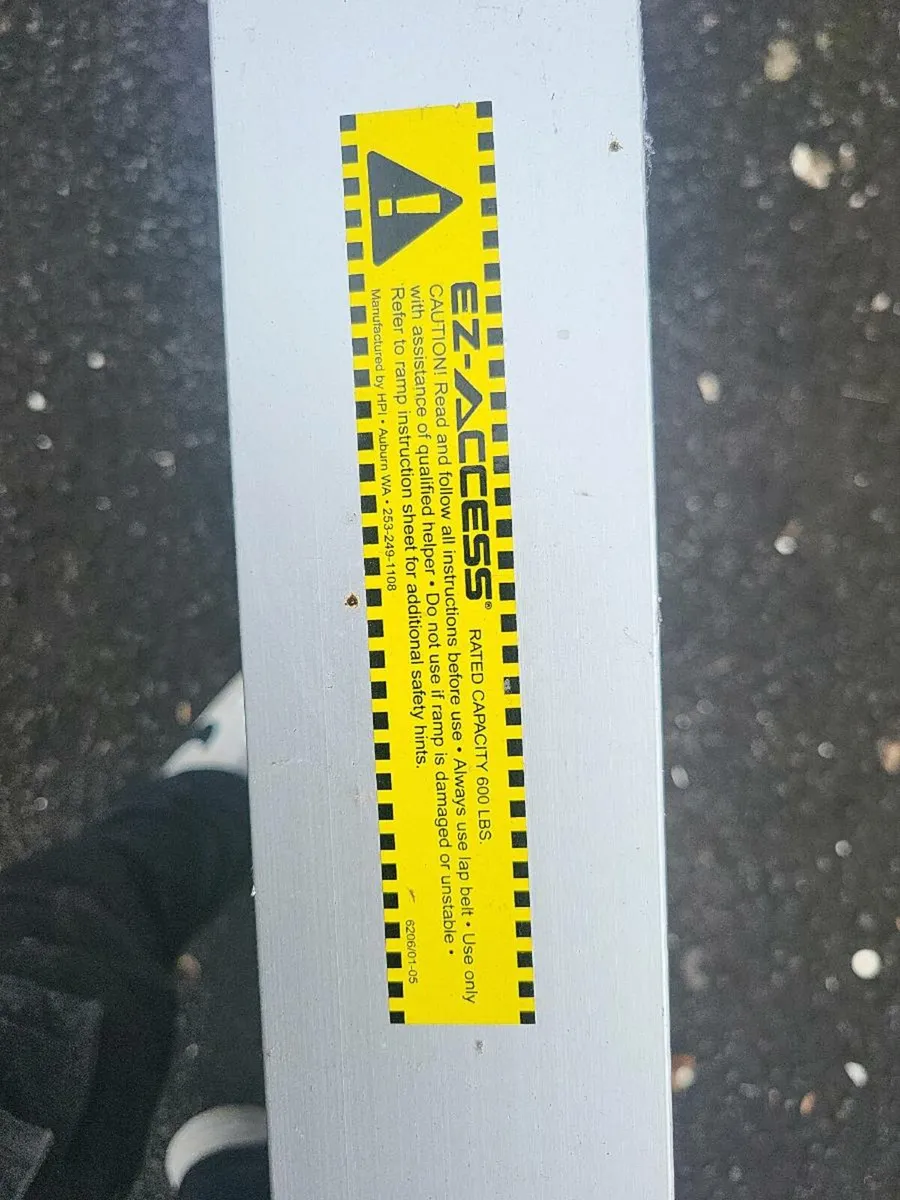 EZ-ACCESS® RATED CAPACITY 600 LBS.
CAUTION! Read and follow all instructions before use • Always use lap belt • Use only
with assistance of qualified helper • Do not use if ramp is damaged or unstable •
Refer to ramp instruction sheet for additional safety hints.
Manufactured by HPI • Auburn WA • 253-249-1108
6206/01-05